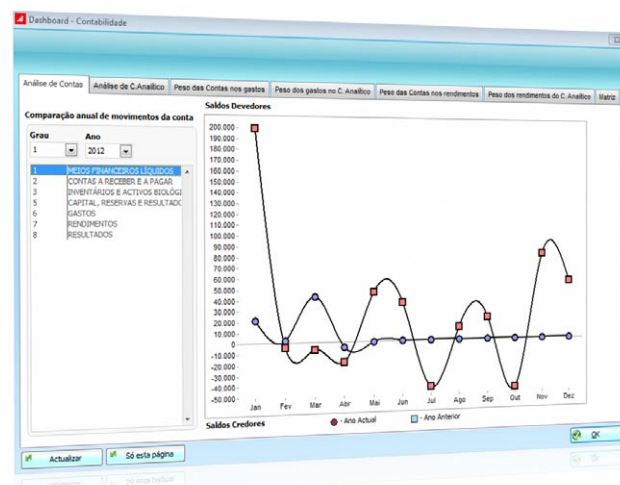 Dashboard - Contabilidade
Análise de Contas
Análise de C.Analítico
Peso das Contas nos gastos
Peso dos gastos no C. Analítico
Peso das Contas nos rendimentos
Peso dos rendimentos do C. Analítico
Matriz
Comparação anual de movimentos da conta
Grau Ano
1 2012
1 MEIOS FINANCEIROS LÍQUIDOS
2 CONTAS A RECEBER E A PAGAR
3 INVENTÁRIOS E ACTIVOS BIOLÓGI
5 CAPITAL, RESERVAS E RESULTADO
6 GASTOS
7 RENDIMENTOS
8 RESULTADOS
Saldos Devedores
200.000
190.000
180.000
170.000
160.000
150.000
140.000
130.000
120.000
110.000
100.000
90.000
80.000
70.000
60.000
50.000
40.000
30.000
20.000
10.000
0
-10.000
-20.000
-30.000
-40.000
-50.000
Jan Fev Mar Abr Mai Jun Jul Ago Sep Out Nov Dez
Saldos Credores
- Ano Actual - Ano Anterior
Actualizar
Só esta página
OK